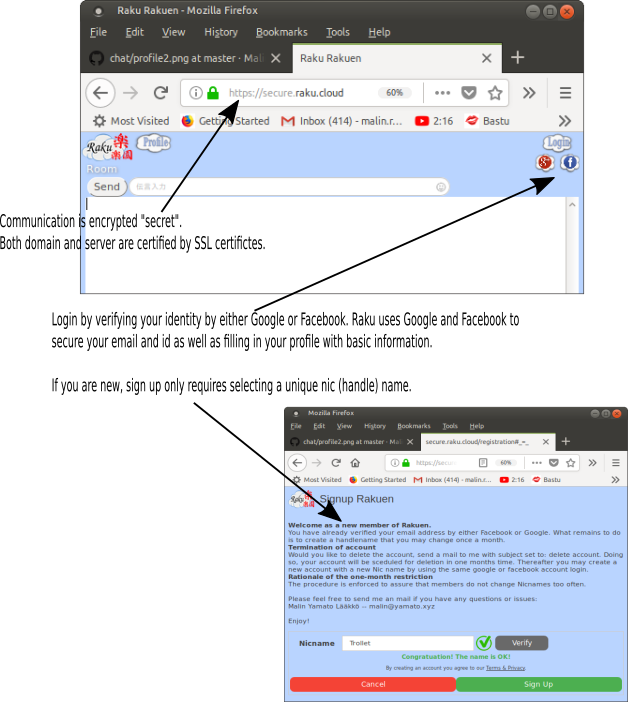 Raku Rakuen - Mozilla Firefox
File Edit View History Bookmarks Tools Help
chat/profile2.png at master · Mali
Raku Rakuen
https://secure.raku.cloud
60%
Most Visited
Getting Started
Inbox (414) - malin.r...
2:16
Bastu
Raku 楽園
Profile
Login
Room
Send
Communication is encrypted "secret".
Both domain and server are certified by SSL certifictes.
Login by verifying your identity by either Google or Facebook. Raku uses Google and Facebook to
secure your email and id as well as filling in your profile with basic information.
If you are new, sign up only requires selecting a unique nic (handle) name.
Mozilla Firefox
File Edit View History Bookmarks Tools Help
chat/profile2.png at master · Mali
secure.raku.cloud/registration#_=_
https://secure
60%
Most Visited
Getting Started
Inbox (414) - malin.r...
2:16
Bastu
Raku
Signup Rakuen
Welcome as a new member of Rakuen.
You have already verified your email address by either Facebook or Google. What remains to do
is to create a handlename that you may change once a month.
Termination of account
Would you like to delete the account, send a mail to me with subject set to: delete account. Doing
so, your account will be sceduled for deletion in one months time. Thereafter you may create a
new account with a new Nic name by using the same google or facebook account login.
Rationale of the one-month restriction
The procedure is enforced to assure that members do not change Nicnames too often.
Please feel free to send me an mail if you have any questions or issues:
Malin Yamato Lääkkö -- malin@yamato.xyz
Enjoy!
Nicname
Trollet
Verify
Congratuation! The name is OK!
By creating an account you agree to our Terms & Privacy.
Cancel
Sign Up